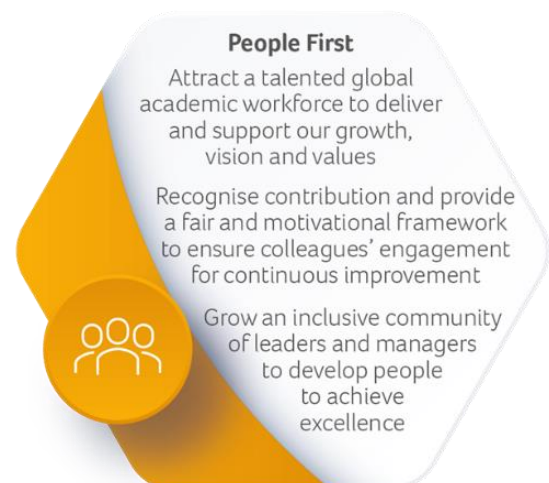 People First
Attract a talented global
academic workforce to deliver
and support our growth,
vision and values
Recognise contribution and provide
a fair and motivational framework
to ensure colleagues’ engagement
for continuous improvement
Grow an inclusive community
of leaders and managers
to develop people
to achieve
excellence